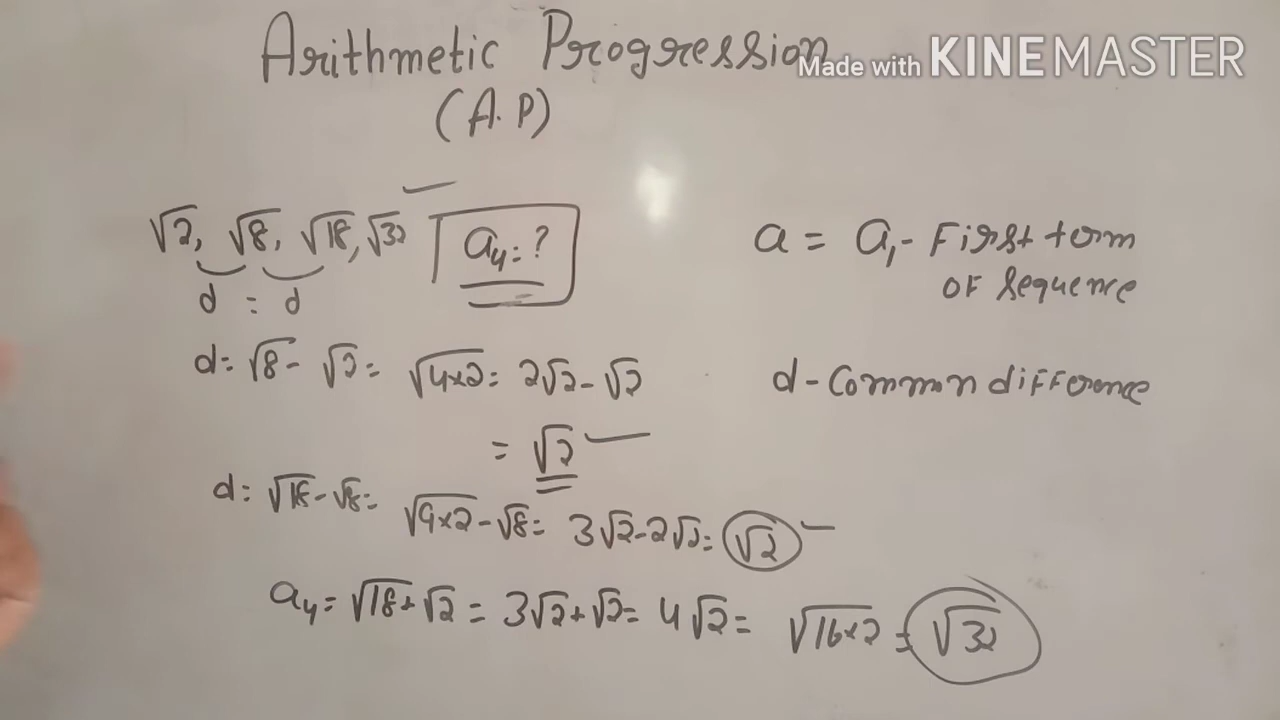 Arithmetic Progression
Made with KINEMASTER
(A.P)
√2, √8, √18, √32 a₄ = ?
d = d
a = a₁ - First term
of sequence
d = √8 - √2 = √4×2 = 2√2 - √2
d - Common difference
= √2
d = √18 - √8 = √9×2 - √8 = 3√2 - 2√2 = √2
a₄ = √18 + √2 = 3√2 + √2 = 4√2 = √16×2 = √32